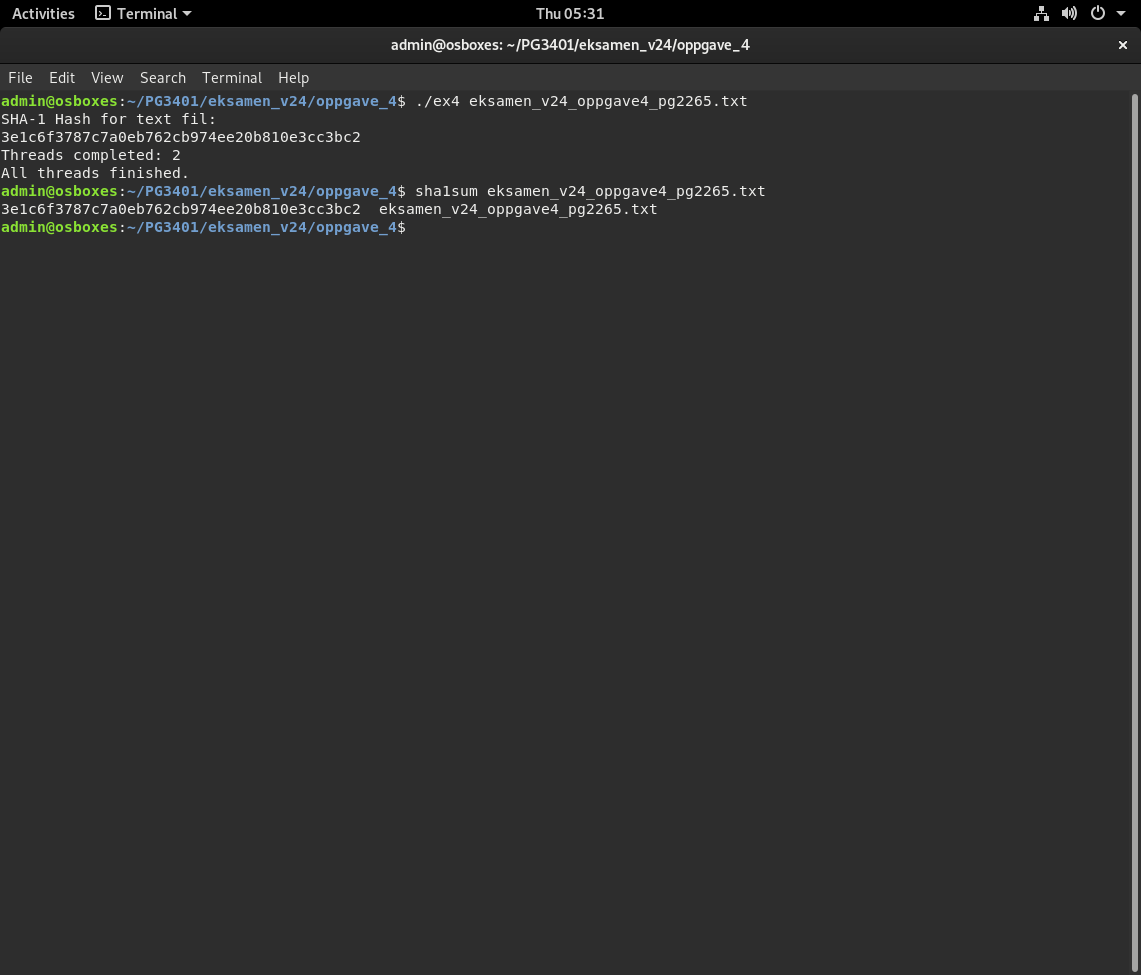 Activities Terminal Thu 05:31
admin@osboxes: ~/PG3401/eksamen_v24/oppgave_4
File Edit View Search Terminal Help
admin@osboxes:~/PG3401/eksamen_v24/oppgave_4$ ./ex4 eksamen_v24_oppgave4_pg2265.txt
SHA-1 Hash for text fil:
3e1c6f3787c7a0eb762cb974ee20b810e3cc3bc2
Threads completed: 2
All threads finished.
admin@osboxes:~/PG3401/eksamen_v24/oppgave_4$ sha1sum eksamen_v24_oppgave4_pg2265.txt
3e1c6f3787c7a0eb762cb974ee20b810e3cc3bc2  eksamen_v24_oppgave4_pg2265.txt
admin@osboxes:~/PG3401/eksamen_v24/oppgave_4$